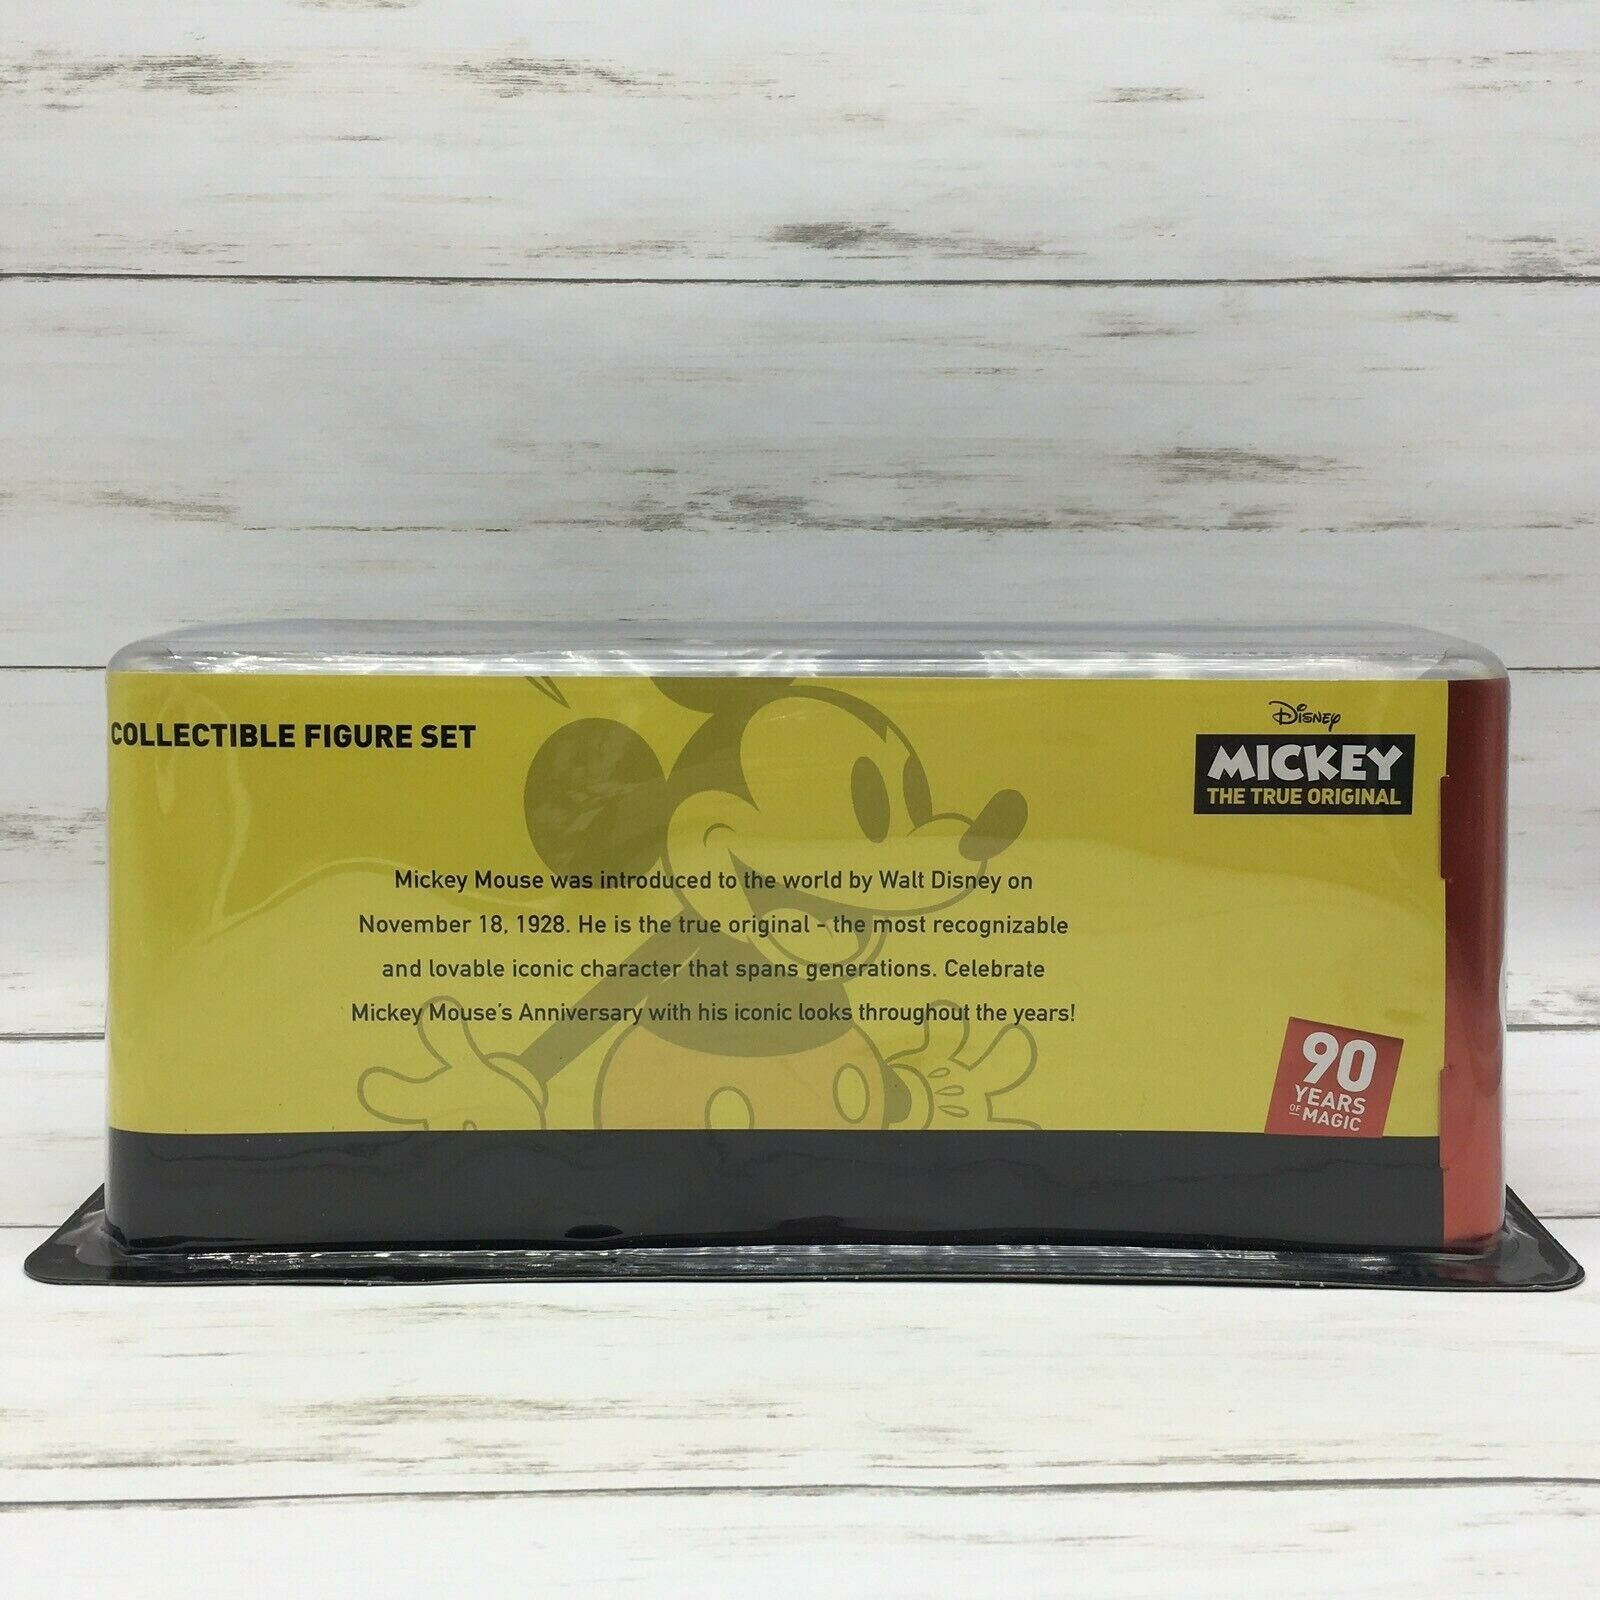 COLLECTIBLE FIGURE SET
Disney
MICKEY
THE TRUE ORIGINAL
Mickey Mouse was introduced to the world by Walt Disney on
November 18, 1928. He is the true original - the most recognizable
and lovable iconic character that spans generations. Celebrate
Mickey Mouse's Anniversary with his iconic looks throughout the years!
90
YEARS
OF MAGIC